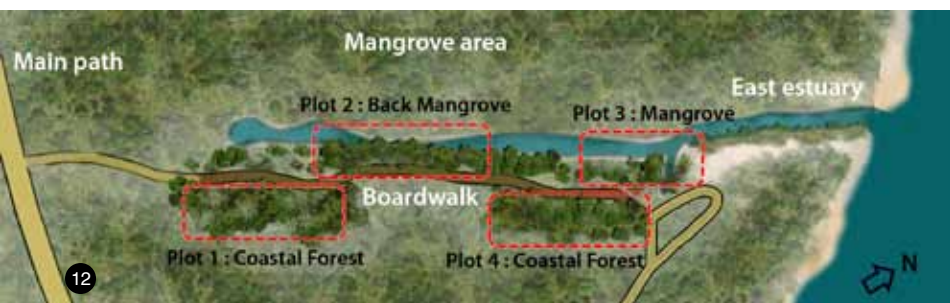 Mangrove area
Main path
East estuary
Plot 2 : Back Mangrove
Plot 3 : Mangrove
Boardwalk
Plot 1 : Coastal Forest
Plot 4 : Coastal Forest
12
N